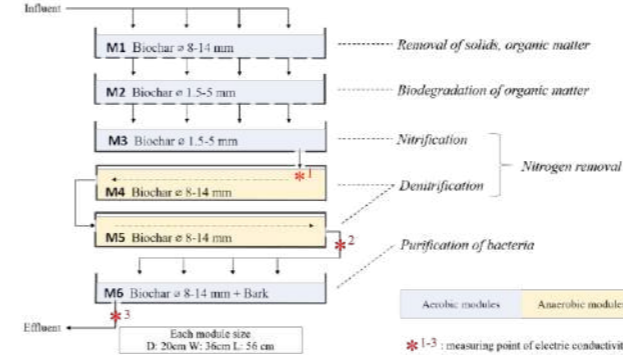 Influent
M1 Biochar ø 8-14 mm
Removal of solids, organic matter
M2 Biochar ø 1.5-5 mm
Biodegradation of organic matter
M3 Biochar ø 1.5-5 mm
Nitrification
*1
Nitrogen removal
M4 Biochar ø 8-14 mm
Denitrification
M5 Biochar ø 8-14 mm
*2
Purification of bacteria
M6 Biochar ø 8-14 mm + Bark
*3
Aerobic modules
Anaerobic module
Effluent
Each module size
D: 20cm W: 36cm L: 56 cm
*1-3 : measuring point of electric conductivit